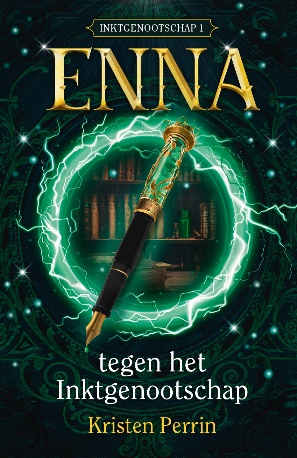 INKTGENOOTSCHAP 1
ENNA
tegen het
Inktgenootschap
Kristen Perrin